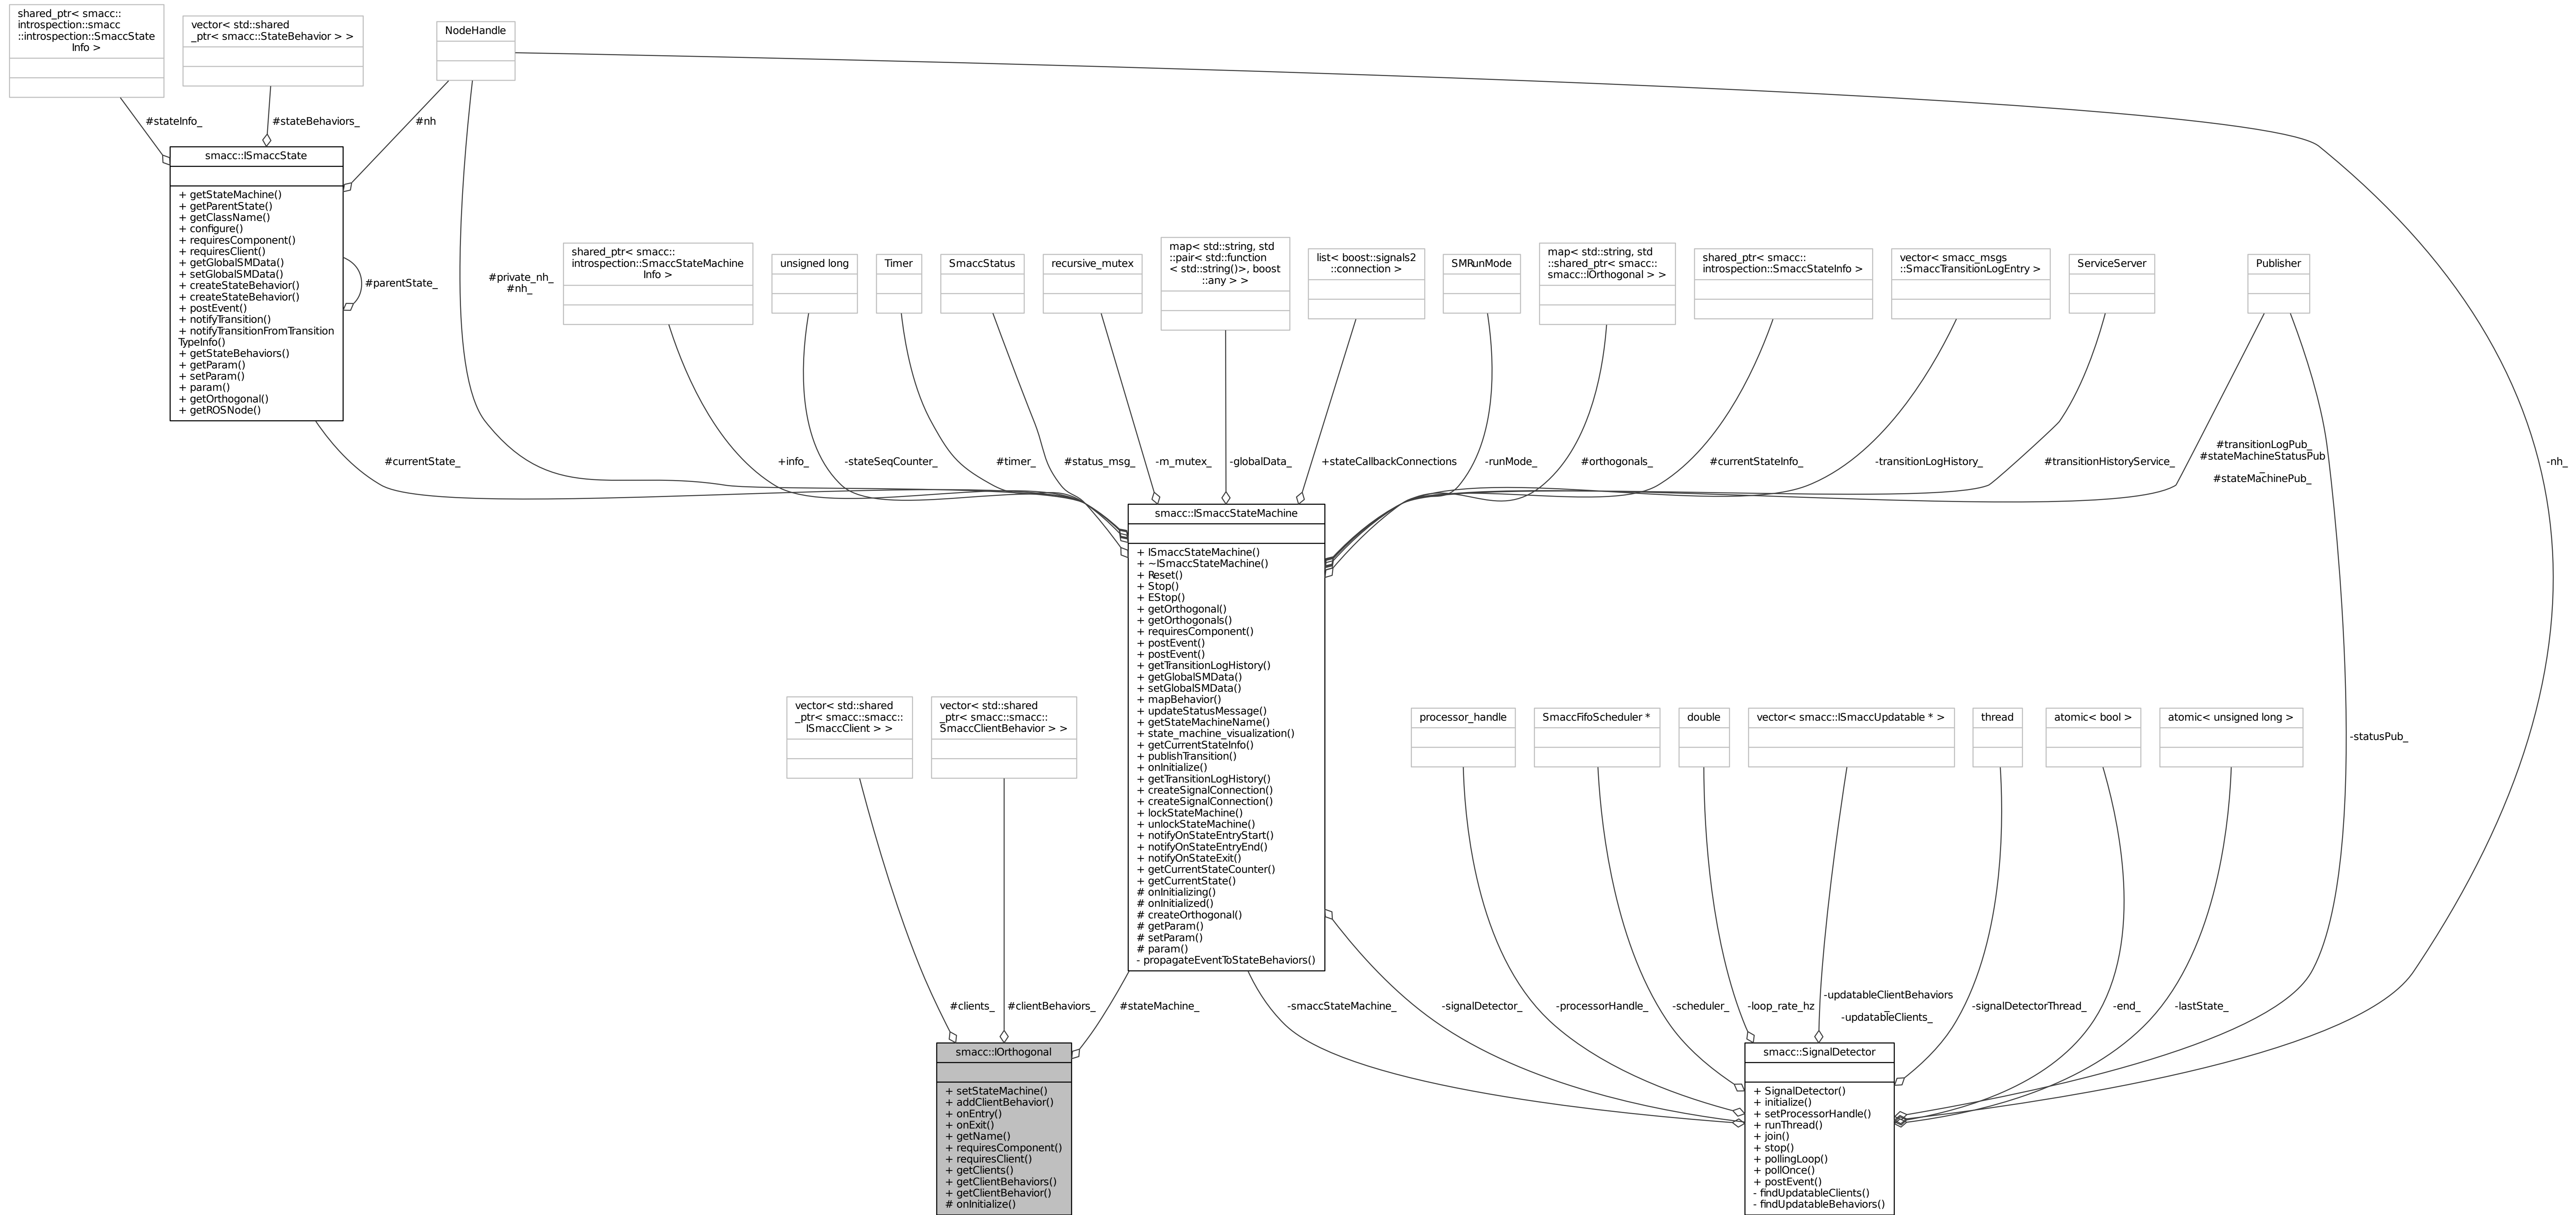 shared_ptr< smacc::
introspection::smacc
::introspection::SmaccState
Info >
vector< std::shared
_ptr< smacc::StateBehavior > >
NodeHandle
#stateInfo_
#stateBehaviors_
#nh
smacc::ISmaccState
+ getStateMachine()
+ getParentState()
+ getClassName()
+ configure()
+ requiresComponent()
+ requiresClient()
+ getGlobalSMData()
+ setGlobalSMData()
+ createStateBehavior()
+ createStateBehavior()
+ postEvent()
+ notifyTransition()
+ notifyTransitionFromTransition
TypeInfo()
+ getStateBehaviors()
+ getParam()
+ setParam()
+ param()
+ getOrthogonal()
+ getROSNode()
#parentState_
#private_nh_
#nh_
shared_ptr< smacc::
introspection::SmaccStateMachine
Info >
unsigned long
Timer
SmaccStatus
recursive_mutex
map< std::string, std
::pair< std::function
< std::string()>, boost
::any > >
list< boost::signals2
::connection >
SMRunMode
map< std::string, std
::shared_ptr< smacc::
smacc::IOrthogonal > >
shared_ptr< smacc::
introspection::SmaccStateInfo >
vector< smacc_msgs
::SmaccTransitionLogEntry >
ServiceServer
Publisher
#currentState_
+info_
-stateSeqCounter_
#timer_
#status_msg_
-m_mutex_
-globalData_
+stateCallbackConnections
-runMode_
#orthogonals_
#currentStateInfo_
-transitionLogHistory_
#transitionHistoryService_
#transitionLogPub_
#stateMachineStatusPub
_
#stateMachinePub_
-nh_
smacc::ISmaccStateMachine
+ ISmaccStateMachine()
+ ~ISmaccStateMachine()
+ Reset()
+ Stop()
+ EStop()
+ getOrthogonal()
+ getOrthogonals()
+ requiresComponent()
+ postEvent()
+ postEvent()
+ getTransitionLogHistory()
+ getGlobalSMData()
+ setGlobalSMData()
+ mapBehavior()
+ updateStatusMessage()
+ getStateMachineName()
+ state_machine_visualization()
+ getCurrentStateInfo()
+ publishTransition()
+ onInitialize()
+ getTransitionLogHistory()
+ createSignalConnection()
+ createSignalConnection()
+ lockStateMachine()
+ unlockStateMachine()
+ notifyOnStateEntryStart()
+ notifyOnStateEntryEnd()
+ notifyOnStateExit()
+ getCurrentStateCounter()
+ getCurrentState()
# onInitializing()
# onInitialized()
# createOrthogonal()
# getParam()
# setParam()
# param()
- propagateEventToStateBehaviors()
vector< std::shared
_ptr< smacc::smacc::
ISmaccClient > >
vector< std::shared
_ptr< smacc::smacc::
SmaccClientBehavior > >
processor_handle
SmaccFifoScheduler *
double
vector< smacc::ISmaccUpdatable * >
thread
atomic< bool >
atomic< unsigned long >
-statusPub_
#clients_
#clientBehaviors_
#stateMachine_
-smaccStateMachine_
-signalDetector_
-processorHandle_
-scheduler_
-loop_rate_hz
-updatableClientBehaviors
_
-updatableClients_
-signalDetectorThread_
-end_
-lastState_
smacc::IOrthogonal
+ setStateMachine()
+ addClientBehavior()
+ onEntry()
+ onExit()
+ getName()
+ requiresComponent()
+ requiresClient()
+ getClients()
+ getClientBehaviors()
+ getClientBehavior()
# onInitialize()
smacc::SignalDetector
+ SignalDetector()
+ initialize()
+ setProcessorHandle()
+ runThread()
+ join()
+ stop()
+ pollingLoop()
+ pollOnce()
+ postEvent()
- findUpdatableClients()
- findUpdatableBehaviors()